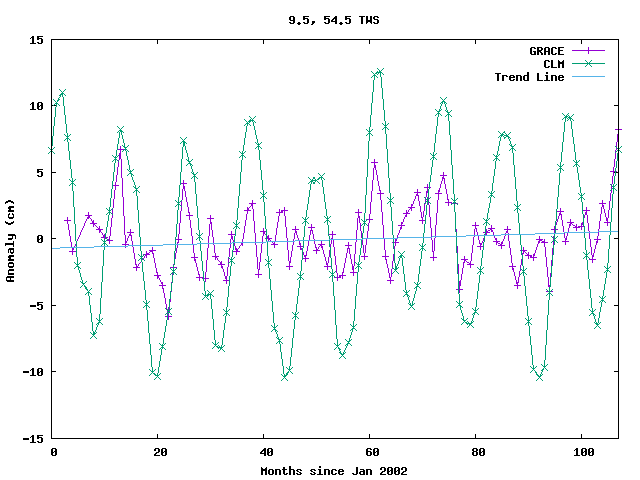 9.5, 54.5 TWS
GRACE
CLM
Trend Line
15
10
5
0
-5
-10
-15
Anomaly (cm)
0 20 40 60 80 100
Months since Jan 2002